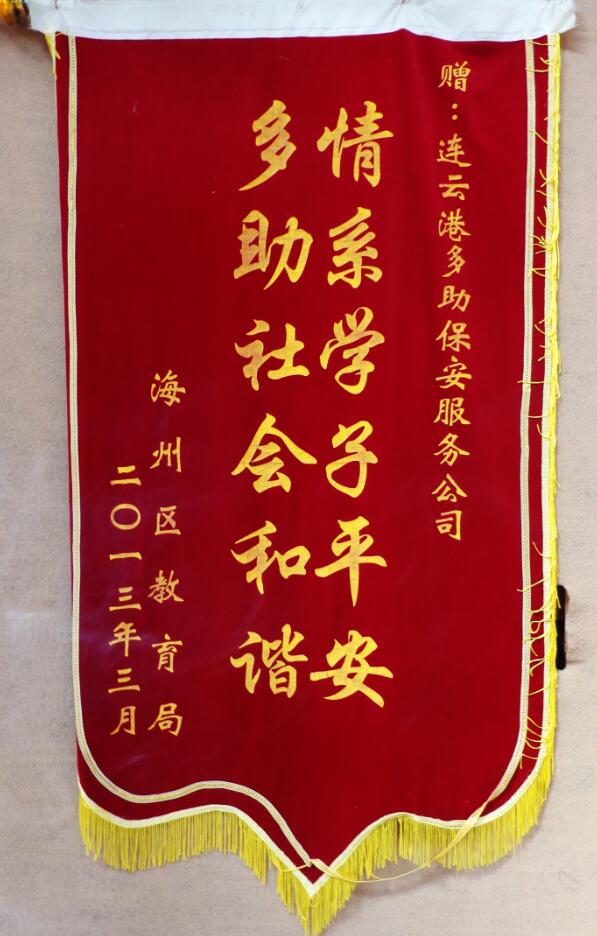 赠：连云港多助保安服务公司
情系学子平安
多助社会和谐
海州区教育局
二〇一三年三月